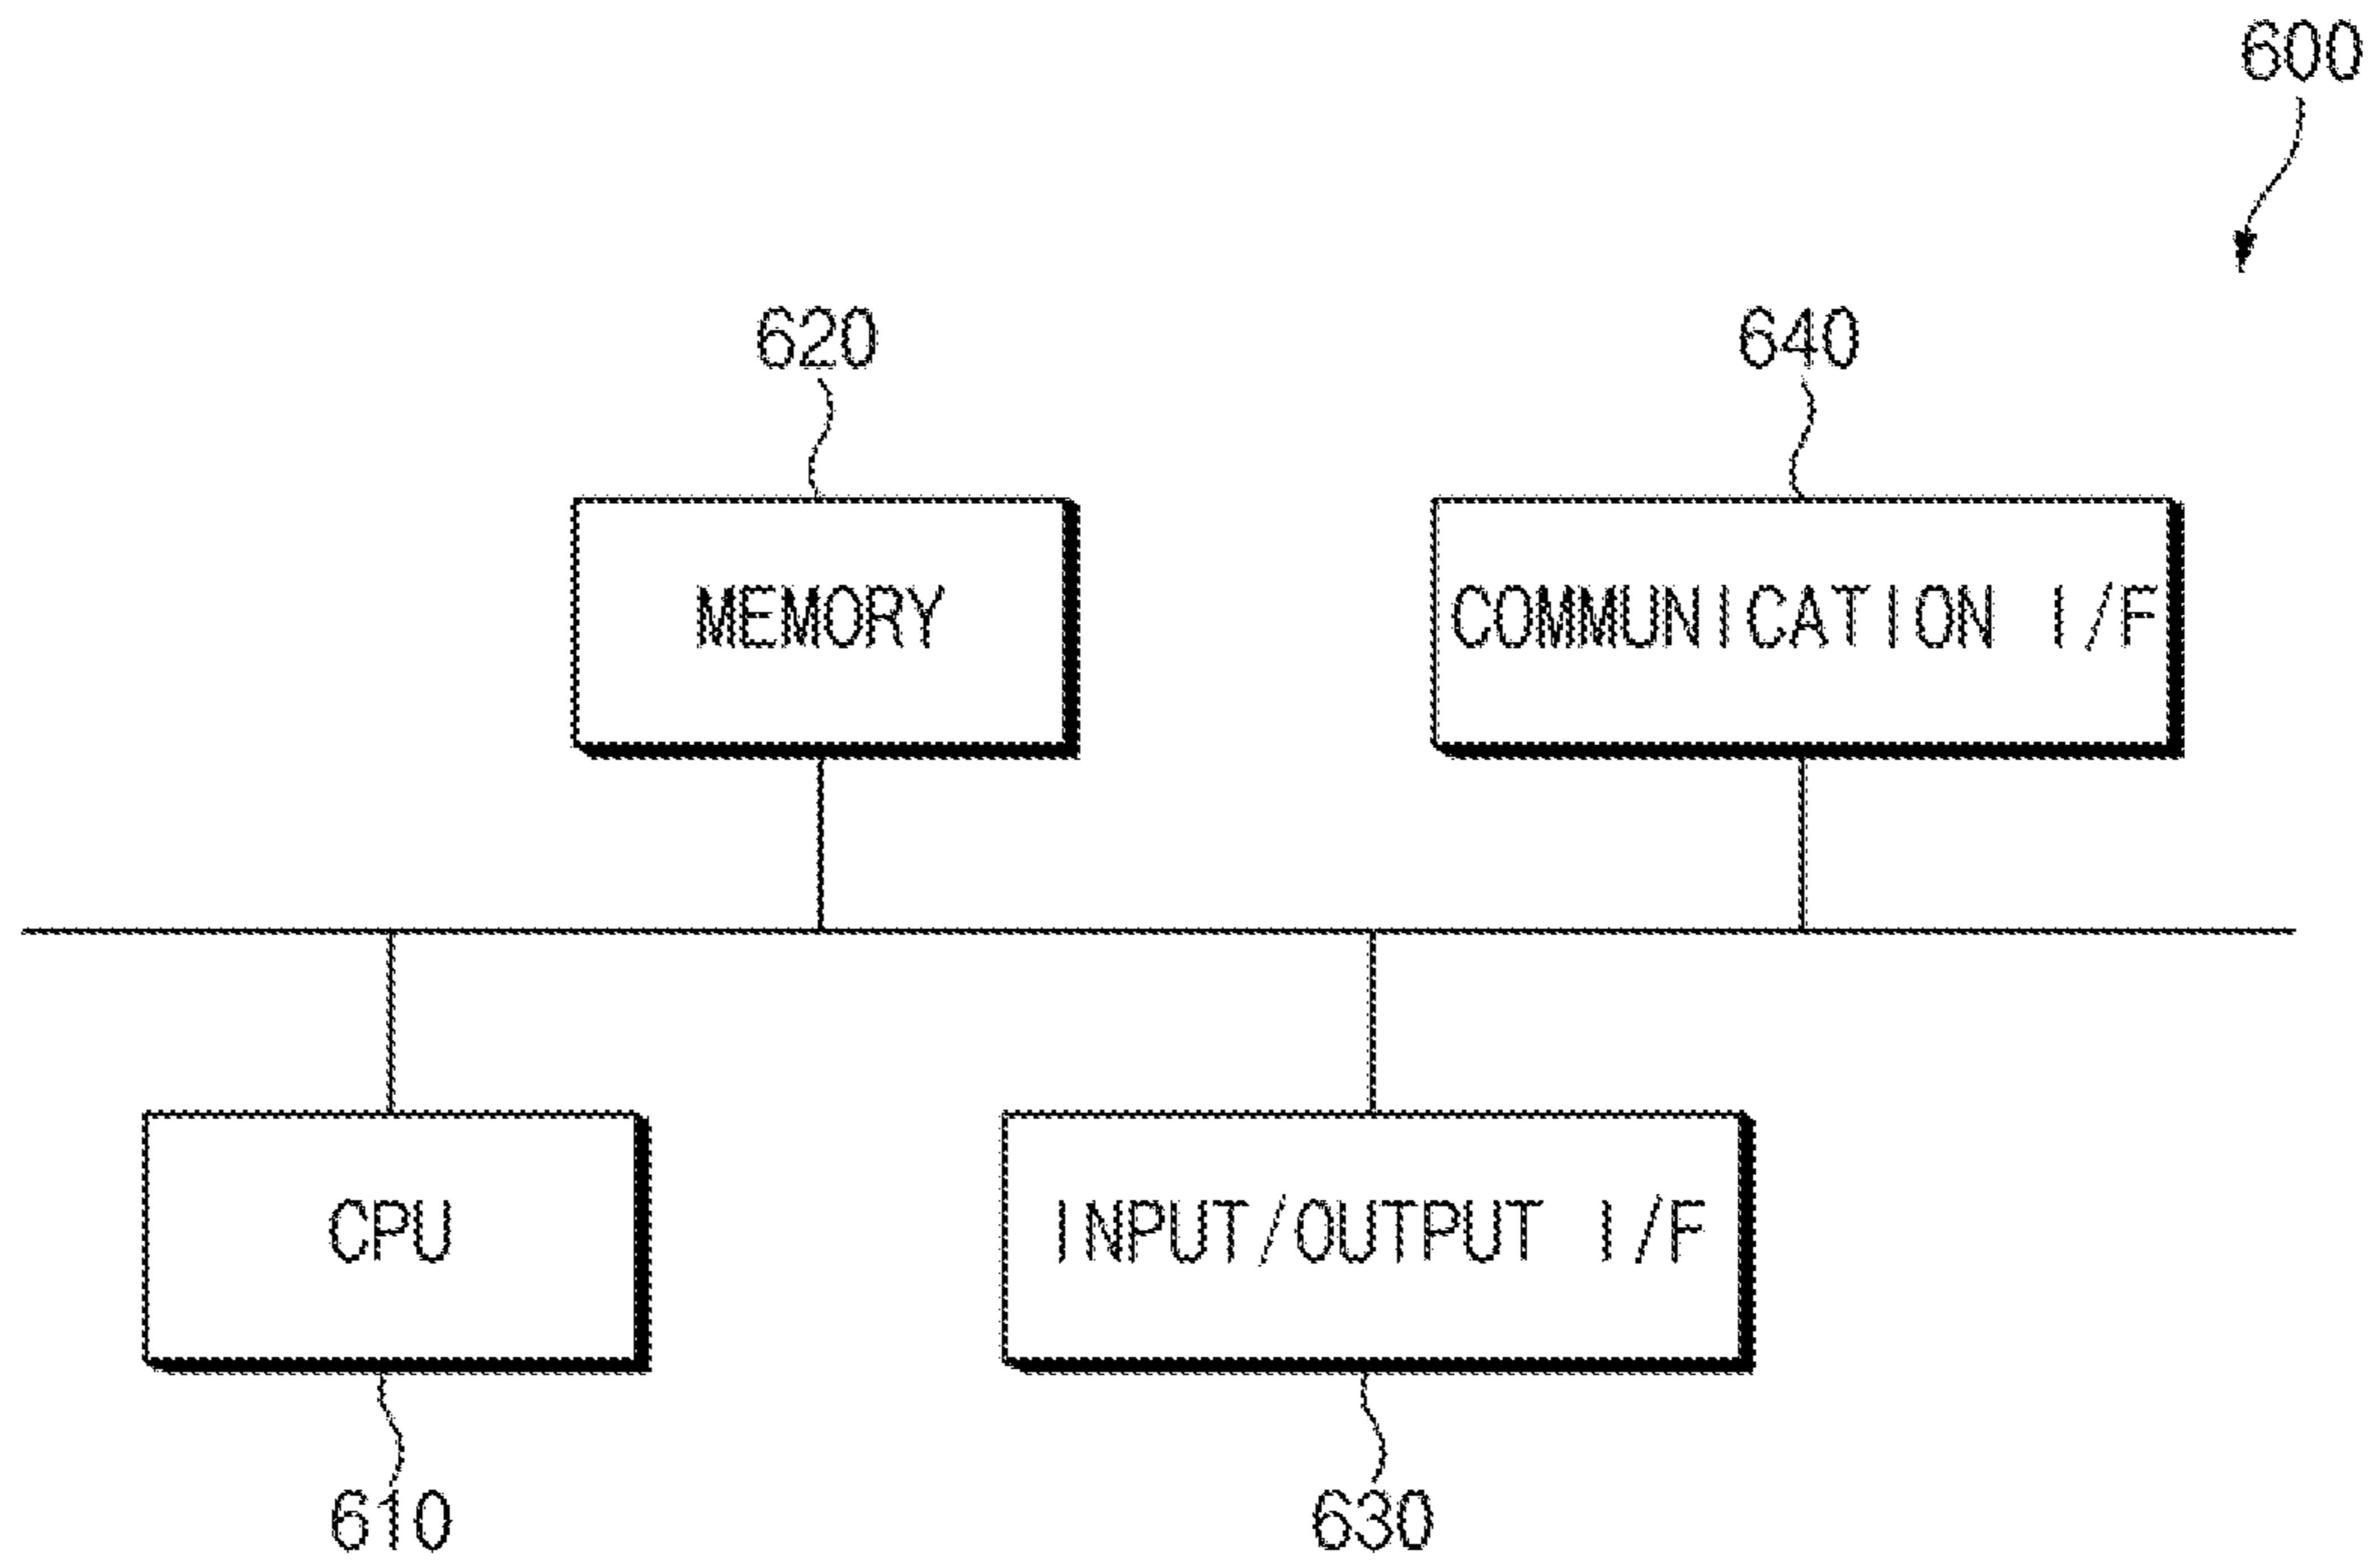 600
620
640
MEMORY
COMMUNICATION I/F
CPU
INPUT/OUTPUT I/F
610
630